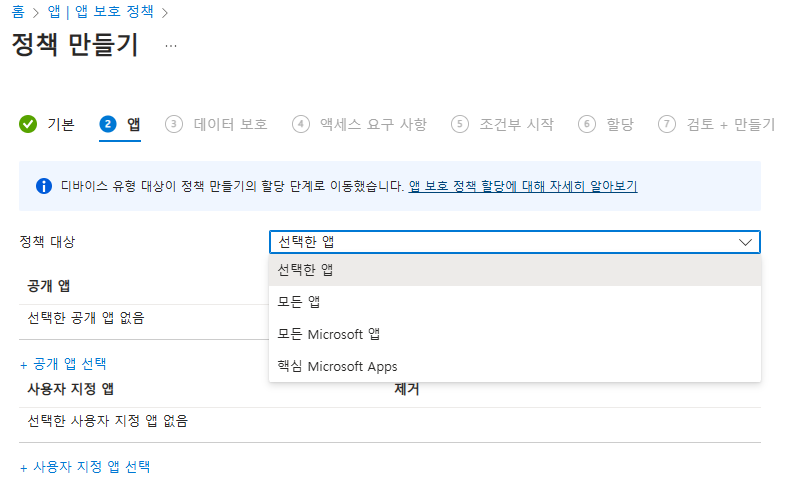 홈 > 앱 | 앱 보호 정책 >
정책 만들기 ...
기본 2 앱 3 데이터 보호 4 액세스 요구 사항 5 조건부 시작 6 할당 7 검토 + 만들기
디바이스 유형 대상이 정책 만들기의 할당 단계로 이동했습니다. 앱 보호 정책 할당에 대해 자세히 알아보기
정책 대상 선택한 앱
선택한 앱
모든 앱
모든 Microsoft 앱
핵심 Microsoft Apps
공개 앱
선택한 공개 앱 없음
+ 공개 앱 선택
사용자 지정 앱 제거
선택한 사용자 지정 앱 없음
+ 사용자 지정 앱 선택